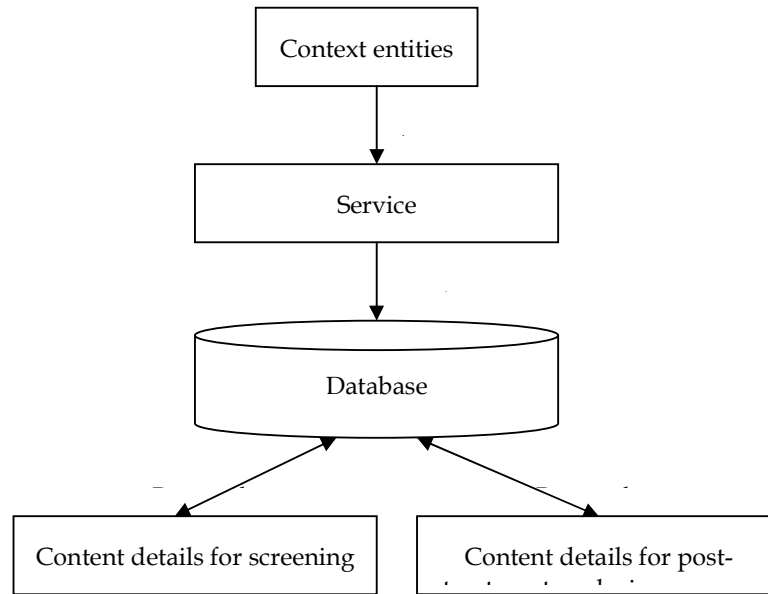 Context entities
Service
Database
Content details for screening
Content details for post-